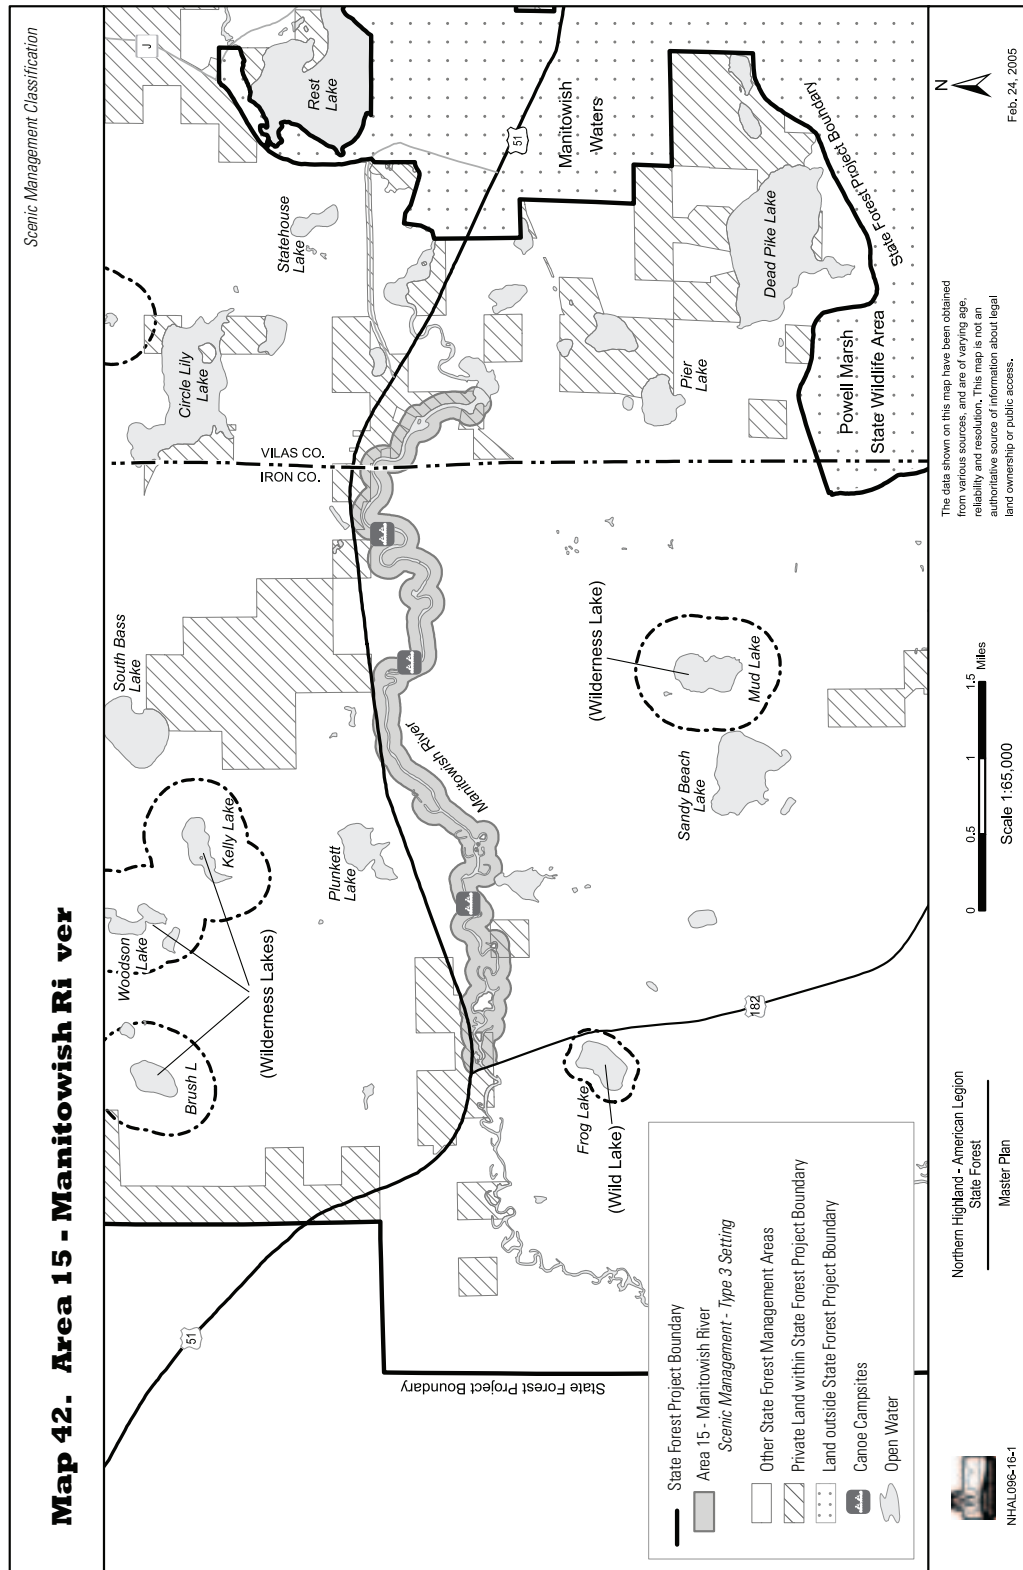 Map 42.  Area 15 - Manitowish Ri ver
Scenic Management Classification
Brush L
Woodson
Lake
Kelly Lake
(Wilderness Lakes)
South Bass
Lake
Circle Lily
Lake
J
Rest
Lake
Statehouse
Lake
51
Plunkett
Lake
VILAS CO.
IRON CO.
Manitowish River
51
Manitowish
Waters
State Forest Project Boundary
Frog Lake
(Wild Lake)
182
Sandy Beach
Lake
(Wilderness Lake)
Mud Lake
Pier
Lake
Dead Pike Lake
State Forest Project Boundary
Powell Marsh
State Wildlife Area
State Forest Project Boundary
Area 15 - Manitowish River
Scenic Management - Type 3 Setting
Other State Forest Management Areas
Private Land within State Forest Project Boundary
Land outside State Forest Project Boundary
Canoe Campsites
Open Water
NHAL096-16-1
Northern Highland - American Legion
State Forest
Master Plan
0 0.5 1 1.5
Miles
Scale 1:65,000
The data shown on this map have been obtained
from various sources, and are of varying age,
reliability and resolution. This map is not an
authoritative source of information about legal
land ownership or public access.
N
Feb. 24, 2005